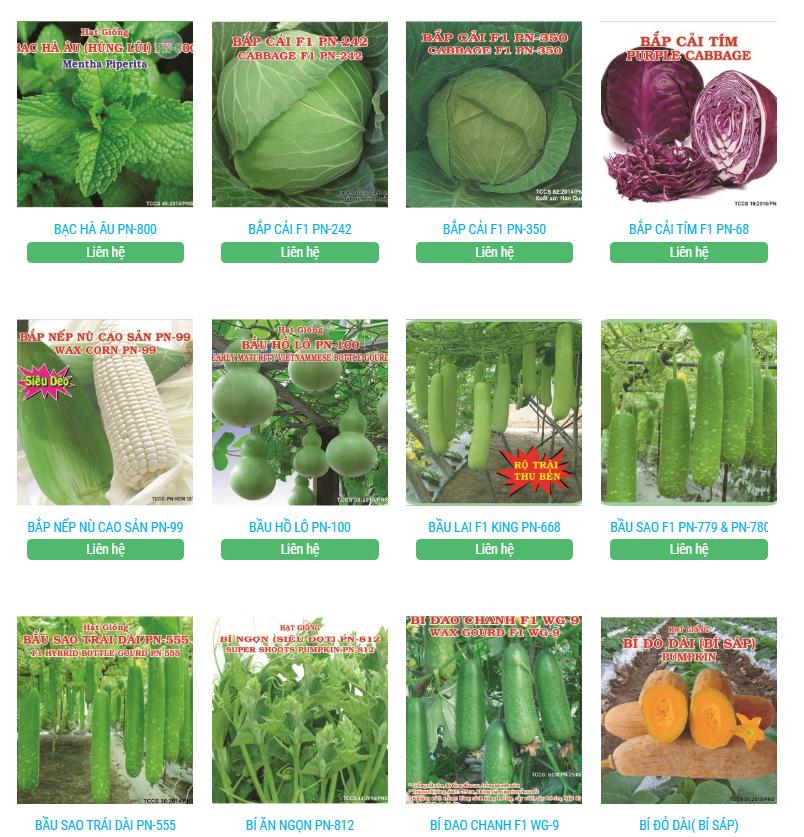 Hạt Giống
BẠC HÀ ÂU (HÚNG LŨI) PN-800
Mentha Piperita
TCCS 40:2014/PNS
BẠC HÀ ÂU PN-800
Liên hệ
BẮP CẢI F1 PN-242
CABBAGE F1 PN-242
BẮP CẢI F1 PN-242
Liên hệ
BẮP CẢI F1 PN-350
CABBAGE F1 PN-350
TCCS 62:2014/PN
Xuất sứ: Hàn Quố
BẮP CẢI F1 PN-350
Liên hệ
BẮP CẢI TÍM
PURPLE CABBAGE
TCCS 19:2015/PN
BẮP CẢI TÍM F1 PN-68
Liên hệ
BẮP NẾP NÙ CAO SẢN PN-99
WAX CORN PN-99
Siêu Dẻo
TCCS: PN HCM 32/
BẮP NẾP NÙ CAO SẢN PN-99
Liên hệ
Hạt Giống
BẦU HỒ LÔ PN-100
EARLY MATURITY VIETNAMMESE BOTTLE GOURD
TCCS 38:2014/PNS
BẦU HỒ LÔ PN-100
Liên hệ
RỘ TRÁI
THU BỀN
BẦU LAI F1 KING PN-668
Liên hệ
BẦU SAO F1 PN-779 & PN-780
Liên hệ
Hạt Giống
BẦU SAO TRÁI DÀI PN-555
F1 HYBRID BOTTLE GOURD PN-555
TCCS 36:2014/PNS
BẦU SAO TRÁI DÀI PN-555
HẠT GIỐNG
BÍ NGỌN (SIÊU ĐỌT) PN-812
SUPER SHOOTS PUMPKIN PN-812
TCCS 44:2014/PNS
BÍ ĂN NGỌN PN-812
BÍ ĐAO CHANH F1 WG-9
WAX GOURD F1 WG-9
BÍ ĐAO CHANH F1 WG-9
HẠT GIỐNG
BÍ ĐỎ DÀI (BÍ SÁP)
PUMPKIN
BÍ ĐỎ DÀI( BÍ SÁP)